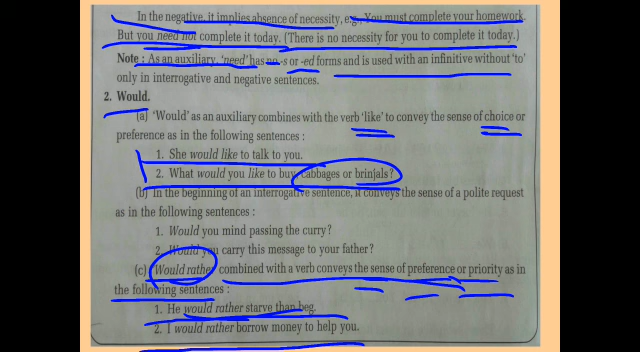 In the negative, it implies absence of necessity, e.g., You must complete your homework.
But you need not complete it today. (There is no necessity for you to complete it today.)
Note : As an auxiliary, 'need' has no -s or -ed forms and is used with an infinitive without 'to'
only in interrogative and negative sentences.
2. Would.
(a) 'Would' as an auxiliary combines with the verb 'like' to convey the sense of choice or
preference as in the following sentences :
1. She would like to talk to you.
2. What would you like to buy, cabbages or brinjals?
(b) In the beginning of an interrogative sentence, it conveys the sense of a polite request
as in the following sentences :
1. Would you mind passing the curry?
2. Would you carry this message to your father?
(c) Would rather combined with a verb conveys the sense of preference or priority as in
the following sentences :
1. He would rather starve than beg.
2. I would rather borrow money to help you.